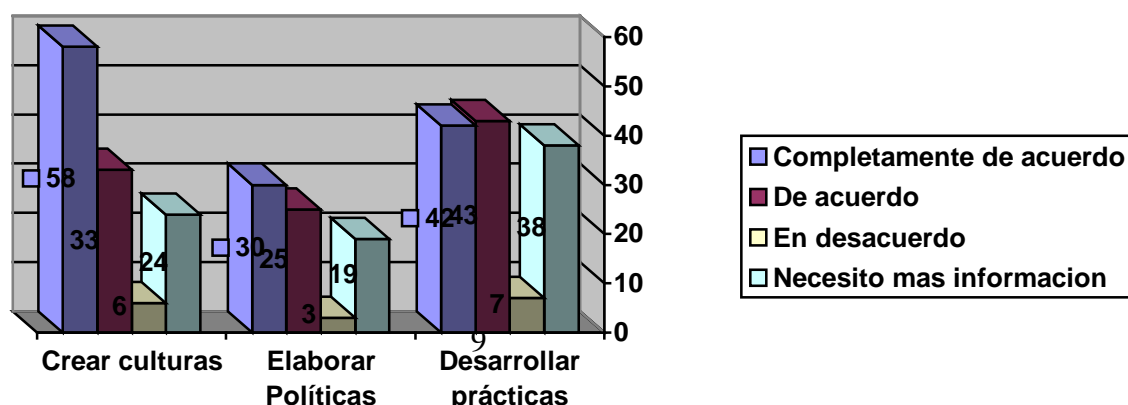 60
50
40
30
20
10
0
58
33
6
24
30
25
3
19
42
43
7
38
9
Crear culturas
Elaborar
Políticas
Desarrollar
prácticas
Completamente de acuerdo
De acuerdo
En desacuerdo
Necesito mas informacion